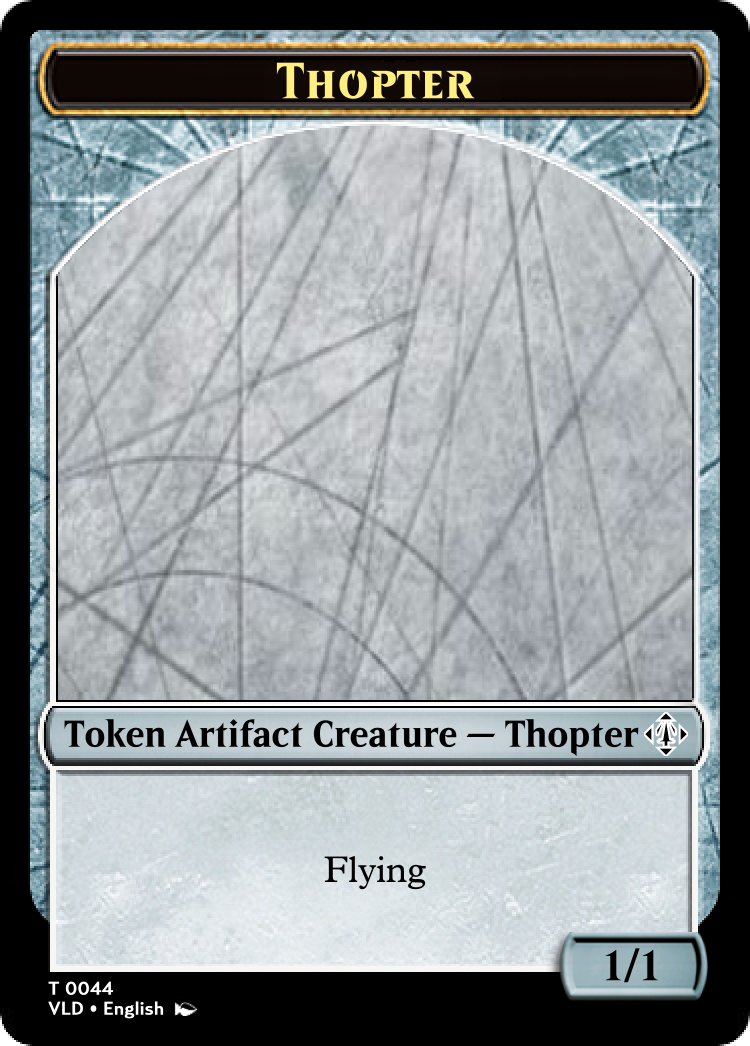 Thopter
Token Artifact Creature — Thopter
Flying
1/1
T 0044
VLD • English